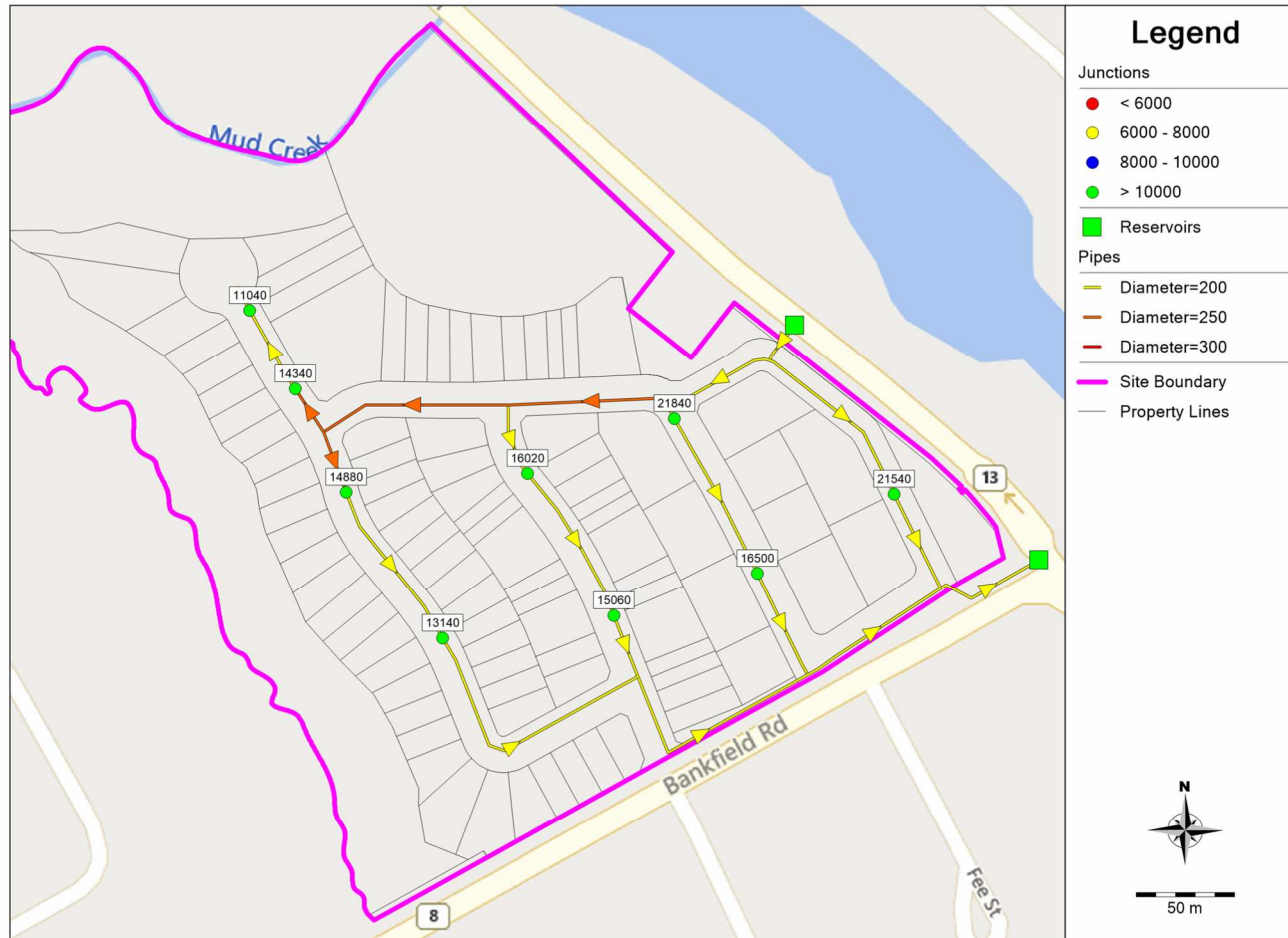 Mud Creek
11040
14340
21840
16020
14880
21540
13
16500
15060
13140
Bankfield Rd
Fee St
8
Legend
Junctions
< 6000
6000 - 8000
8000 - 10000
> 10000
Reservoirs
Pipes
Diameter=200
Diameter=250
Diameter=300
Site Boundary
Property Lines
N
50 m